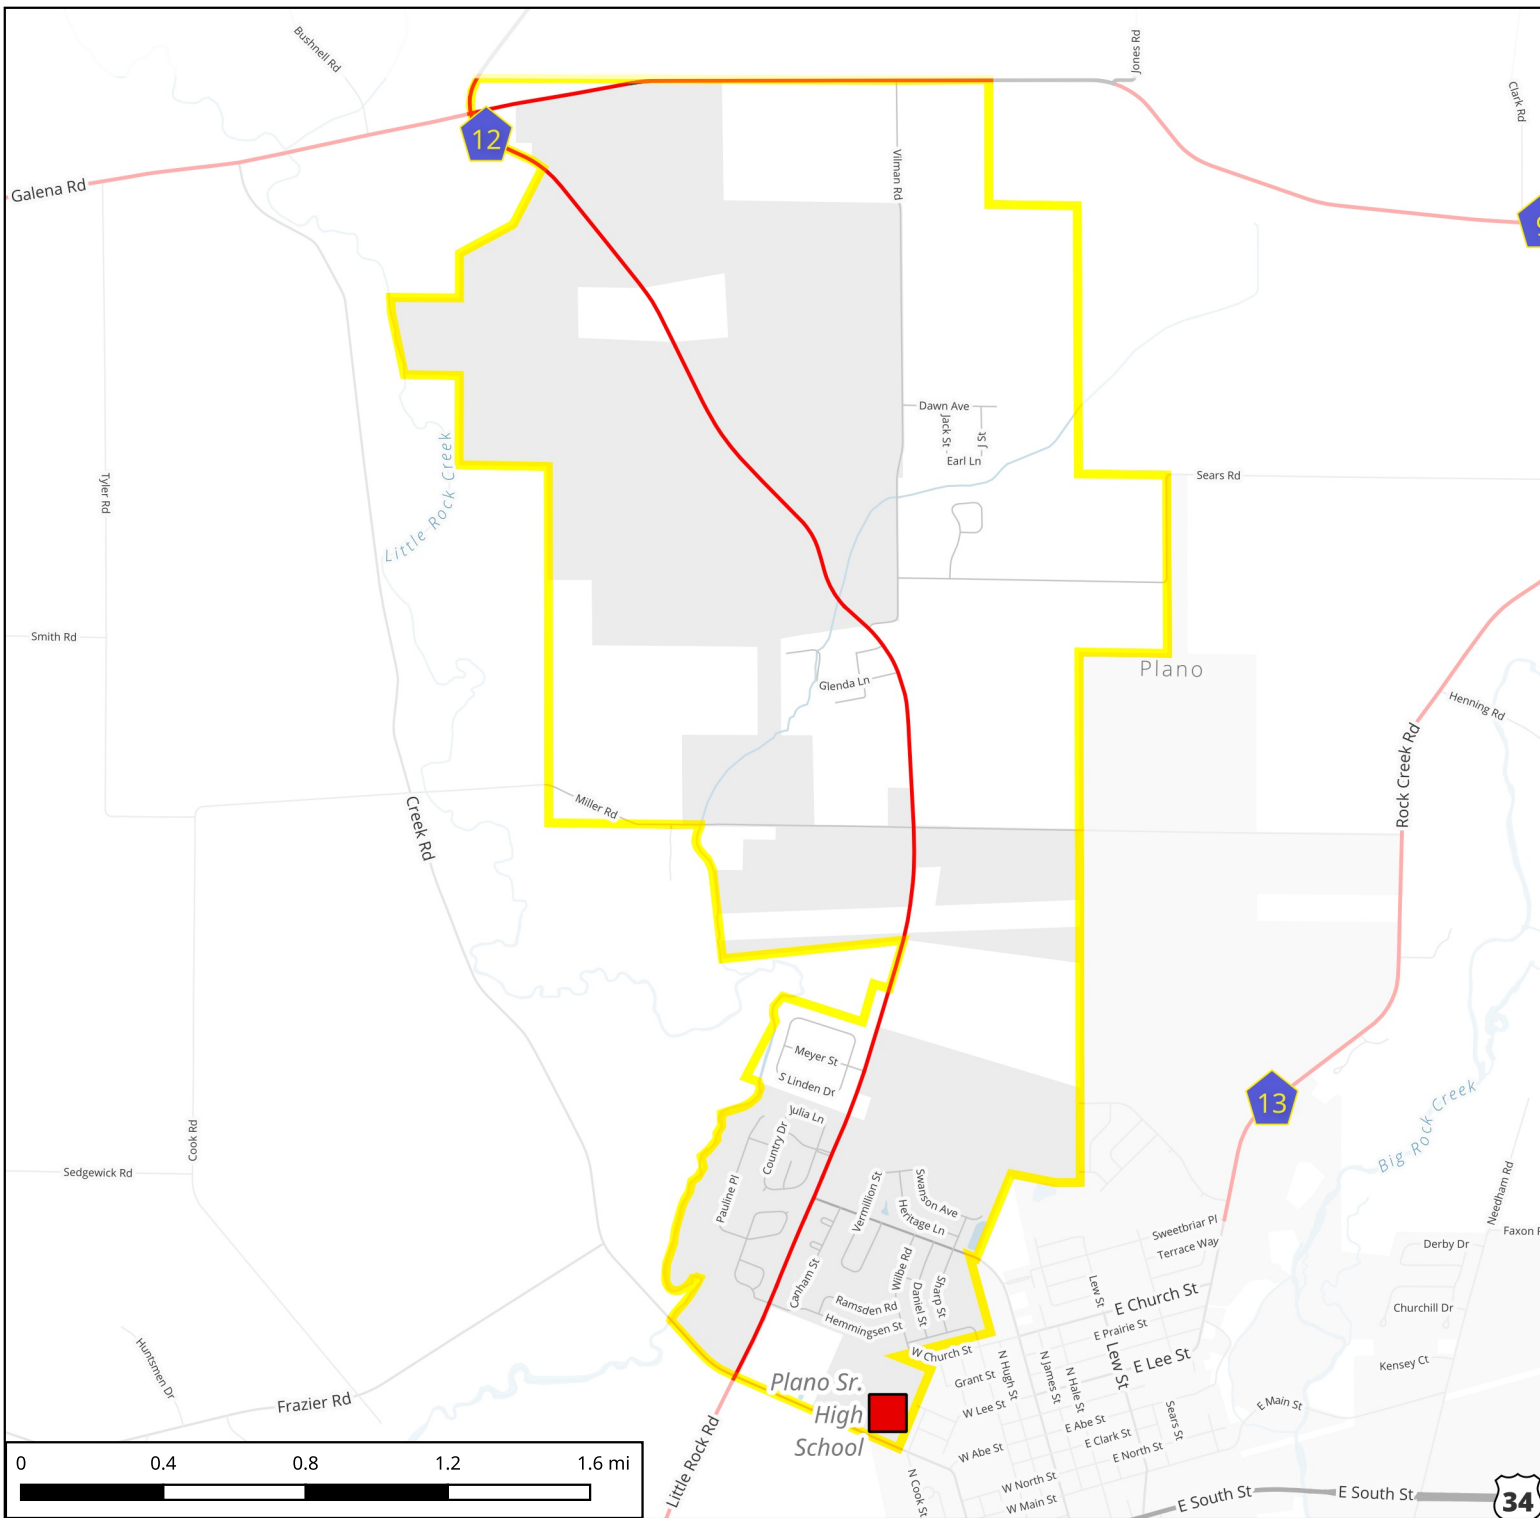 Bushnell Rd
Jones Rd
Clark Rd
12
Galena Rd
Vilman Rd
Dawn Ave
Jack St
J St
Earl Ln
Little Rock Creek
Tyler Rd
Sears Rd
Smith Rd
Plano
Glenda Ln
Henning Rd
Rock Creek Rd
Miller Rd
Creek Rd
Meyer St
S Linden Dr
Julia Ln
Country Dr
13
Big Rock Creek
Cook Rd
Sedgewick Rd
Pauline Pl
Vermillion St
Swanson Ave
Heritage Ln
Needham Rd
Sweetbriar Pl
Terrace Way
Derby Dr
Faxon R
Canham St
Wilbe Rd
Daniel St
Sharp St
Ramsden Rd
Hemmingsen St
Lew St
E Church St
E Prairie St
Churchill Dr
W Church St
N Hugh St
N James St
N Hale St
Lew St
E Lee St
Kensey Ct
Huntsmen Dr
Frazier Rd
Plano Sr.
High
School
Grant St
W Lee St
W Abe St
E Abe St
E Clark St
E North St
Sears St
E Main St
Little Rock Rd
N Cook St
W North St
W Main St
E South St
E South St
34
0 0.4 0.8 1.2 1.6 mi